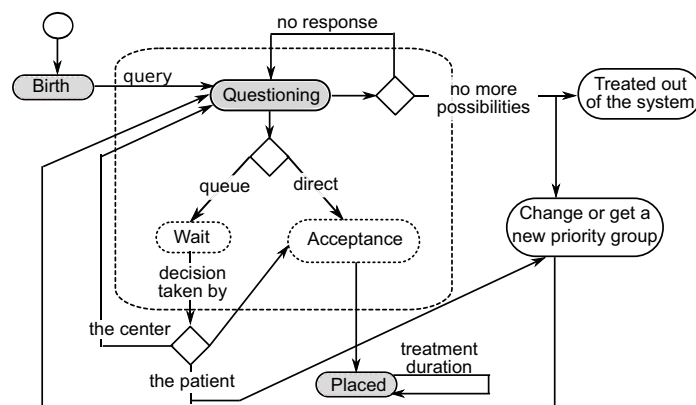 no response
Birth
query
Questioning
no more
possibilities
Treated out
of the system
queue
direct
Wait
Acceptance
Change or get a
new priority group
decision
taken by
the center
the patient
treatment
duration
Placed